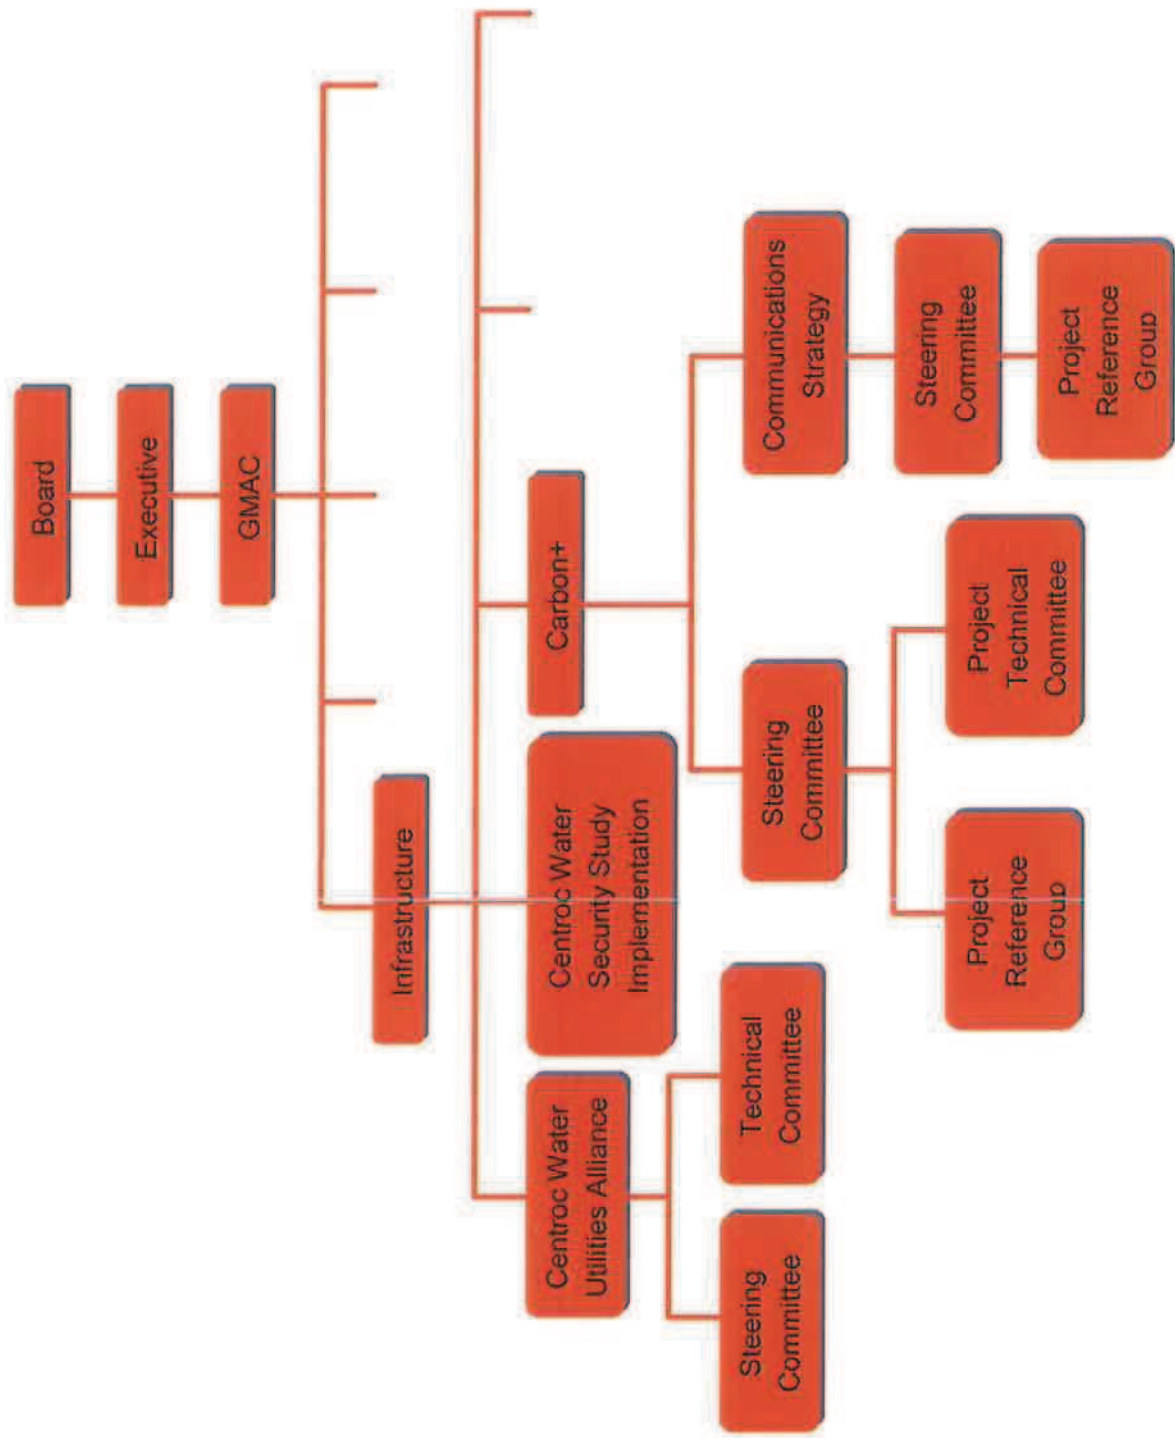 Board
Executive
GMAC
Infrastructure
Centroc Water
Utilities Alliance
Centroc Water
Security Study
Implementation
Carbon+
Steering
Committee
Technical
Committee
Steering
Committee
Communications
Strategy
Project
Reference
Group
Project
Technical
Committee
Steering
Committee
Project
Reference
Group